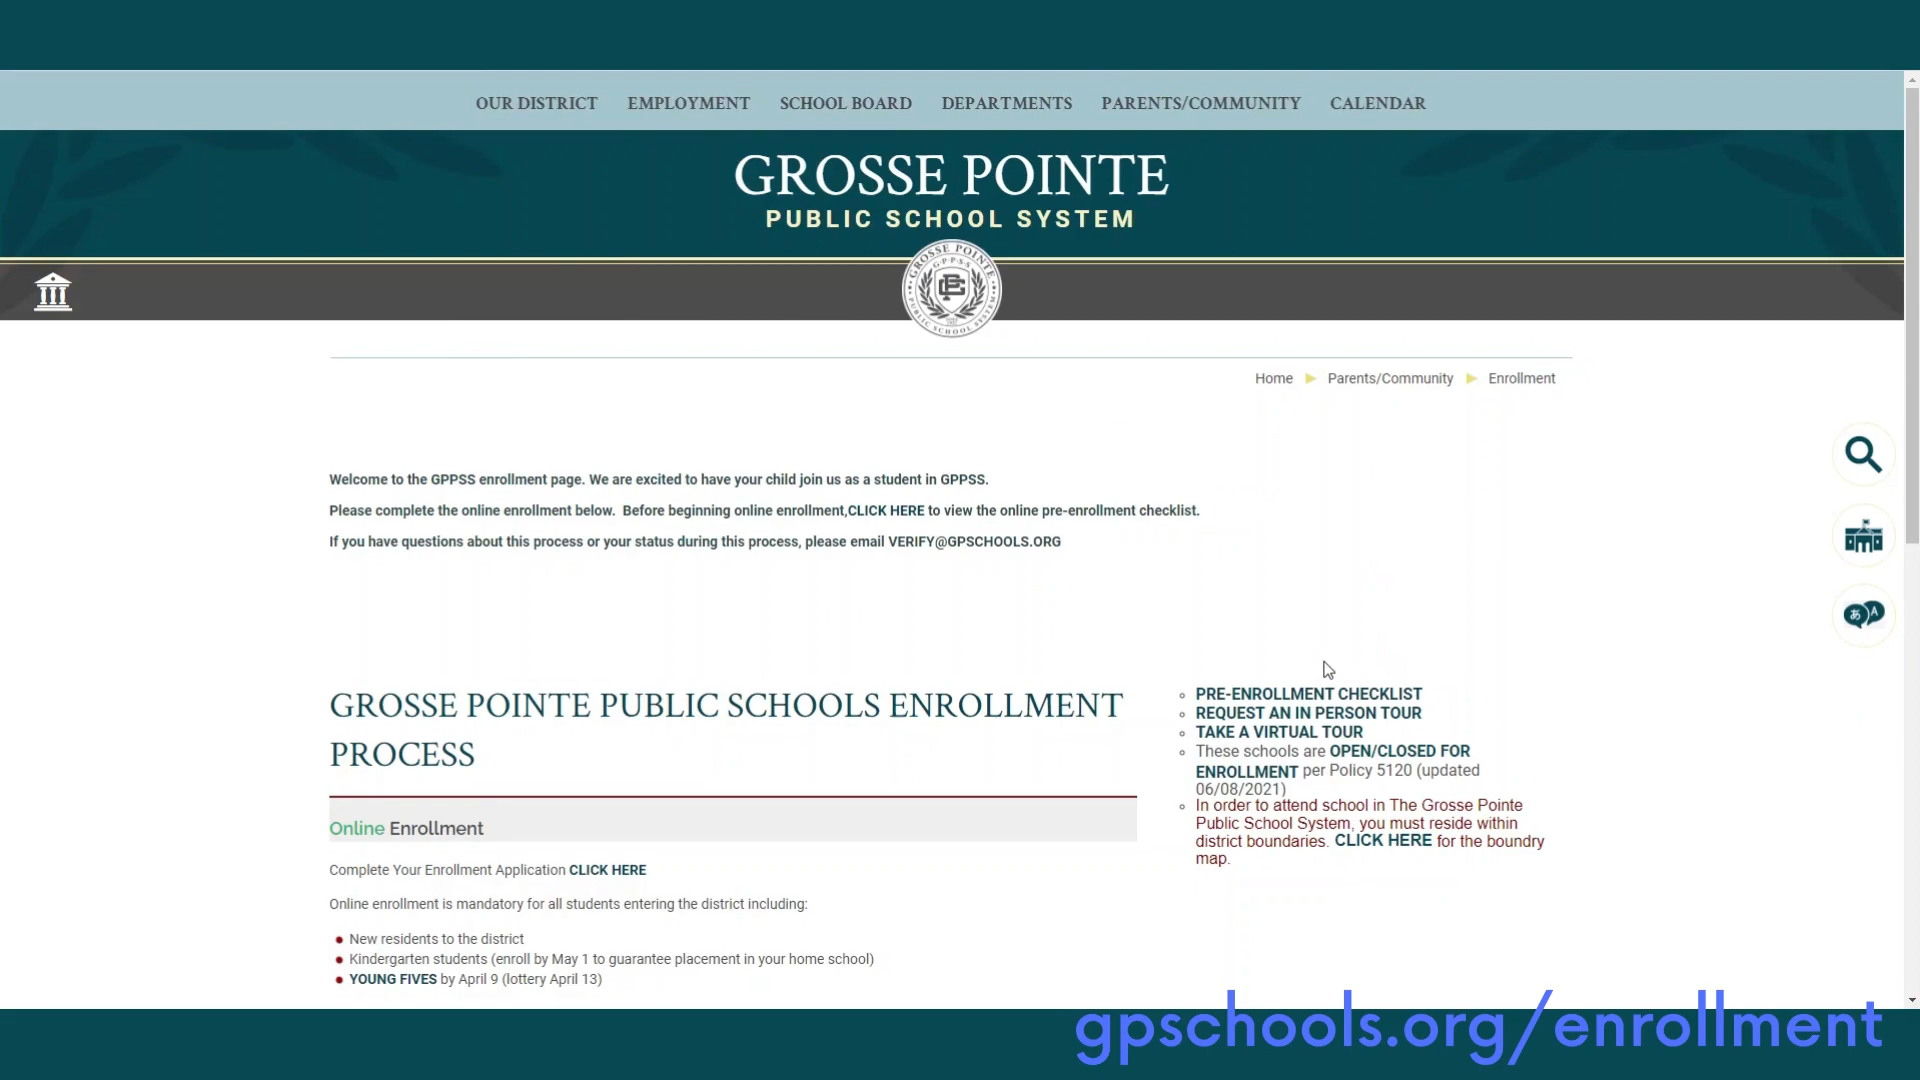 OUR DISTRICT EMPLOYMENT SCHOOL BOARD DEPARTMENTS PARENTS/COMMUNITY CALENDAR
GROSSE POINTE
PUBLIC SCHOOL SYSTEM
GROSSE POINTE
G·P·P·S·S
PUBLIC SCHOOL SYSTEM
Home Parents/Community Enrollment
Welcome to the GPPSS enrollment page. We are excited to have your child join us as a student in GPPSS.
Please complete the online enrollment below.  Before beginning online enrollment,CLICK HERE to view the online pre-enrollment checklist.
If you have questions about this process or your status during this process, please email VERIFY@GPSCHOOLS.ORG
あ A
GROSSE POINTE PUBLIC SCHOOLS ENROLLMENT
PROCESS
Online Enrollment
Complete Your Enrollment Application CLICK HERE
Online enrollment is mandatory for all students entering the district including:
New residents to the district
Kindergarten students (enroll by May 1 to guarantee placement in your home school)
YOUNG FIVES by April 9 (lottery April 13)
PRE-ENROLLMENT CHECKLIST
REQUEST AN IN PERSON TOUR
TAKE A VIRTUAL TOUR
These schools are OPEN/CLOSED FOR
ENROLLMENT per Policy 5120 (updated
06/08/2021)
In order to attend school in The Grosse Pointe
Public School System, you must reside within
district boundaries. CLICK HERE for the boundry
map.
gpschools.org/enrollment